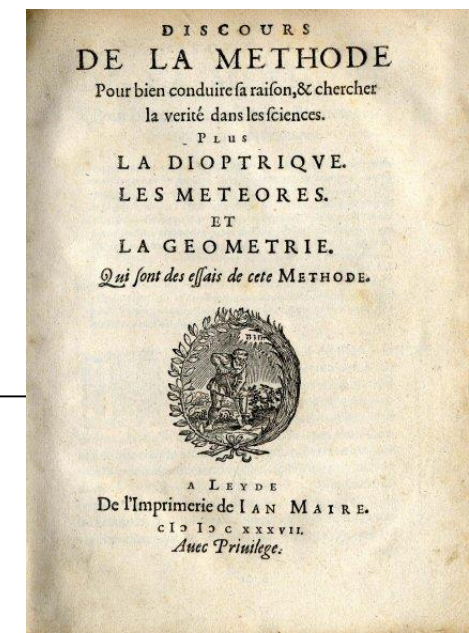 DISCOURS
DE LA METHODE
Pour bien conduire ſa raiſon,& chercher
la verité dans les ſciences.
PLUS
LA DIOPTRIQVE.
LES METEORES.
ET
LA GEOMETRIE.
Qui ſont des eſſais de cete METHODE.
A LEYDE
De l'Imprimerie de IAN MAIRE.
cIɔ Iɔ c xxxvii.
Auec Priuilege.